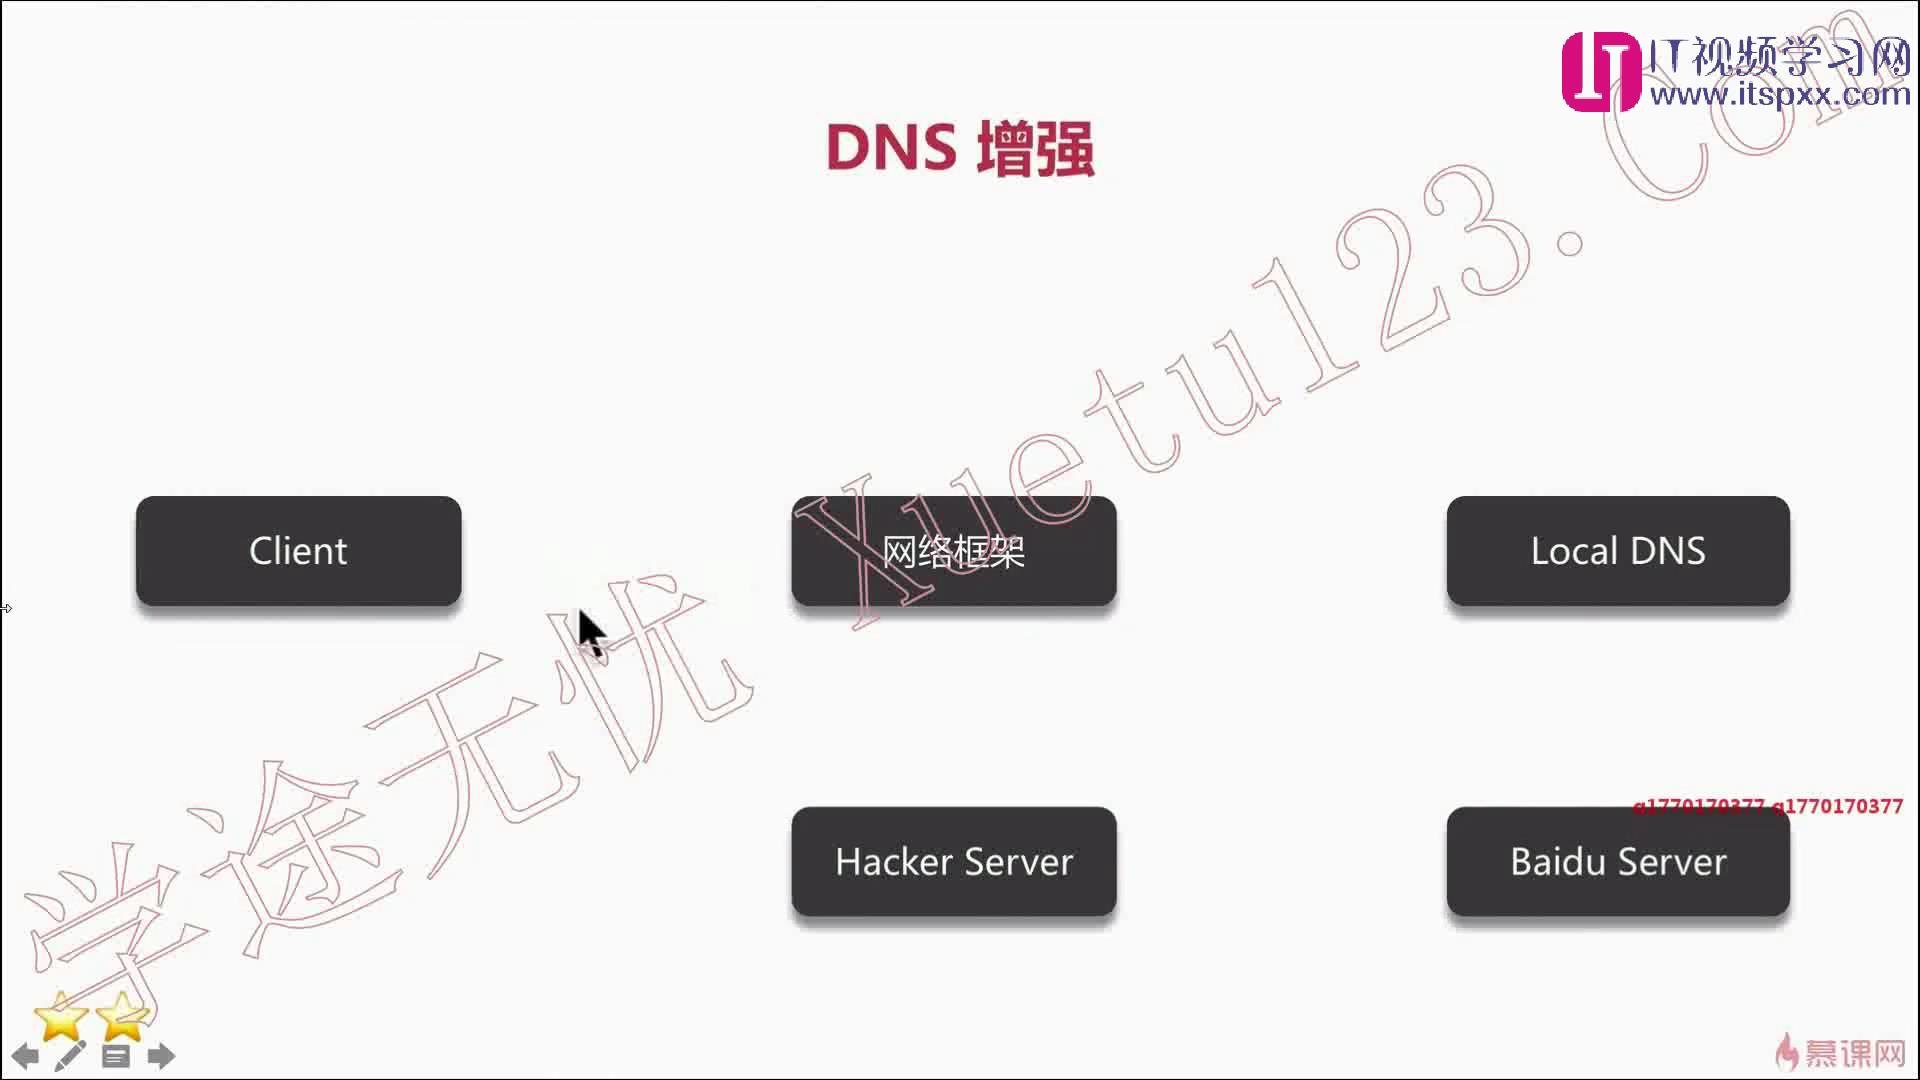 IT视频学习网
www.itspxx.com
DNS 增强
学途无忧 Xuetu123.Com
Client
网络框架
Local DNS
q1770170377 q1770170377
Hacker Server
Baidu Server
慕课网